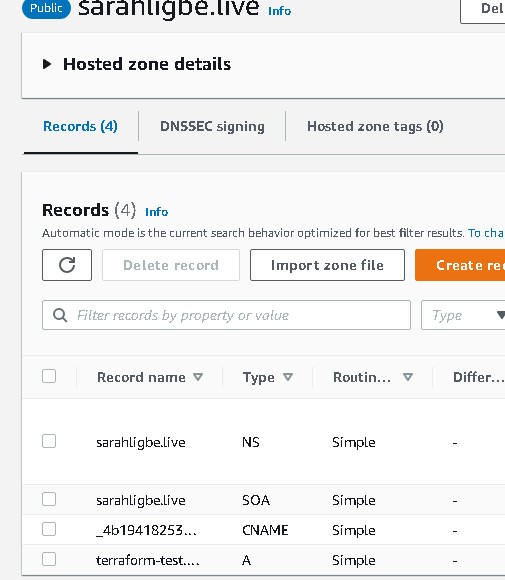 Public sarahligbe.live Info Del
Hosted zone details
Records (4) DNSSEC signing Hosted zone tags (0)
Records (4) Info
Automatic mode is the current search behavior optimized for best filter results. To cha
Delete record Import zone file Create rec
Filter records by property or value Type
Record name Type Routin... Differ...
sarahligbe.live NS Simple -
sarahligbe.live SOA Simple -
_4b19418253... CNAME Simple -
terraform-test.... A Simple -